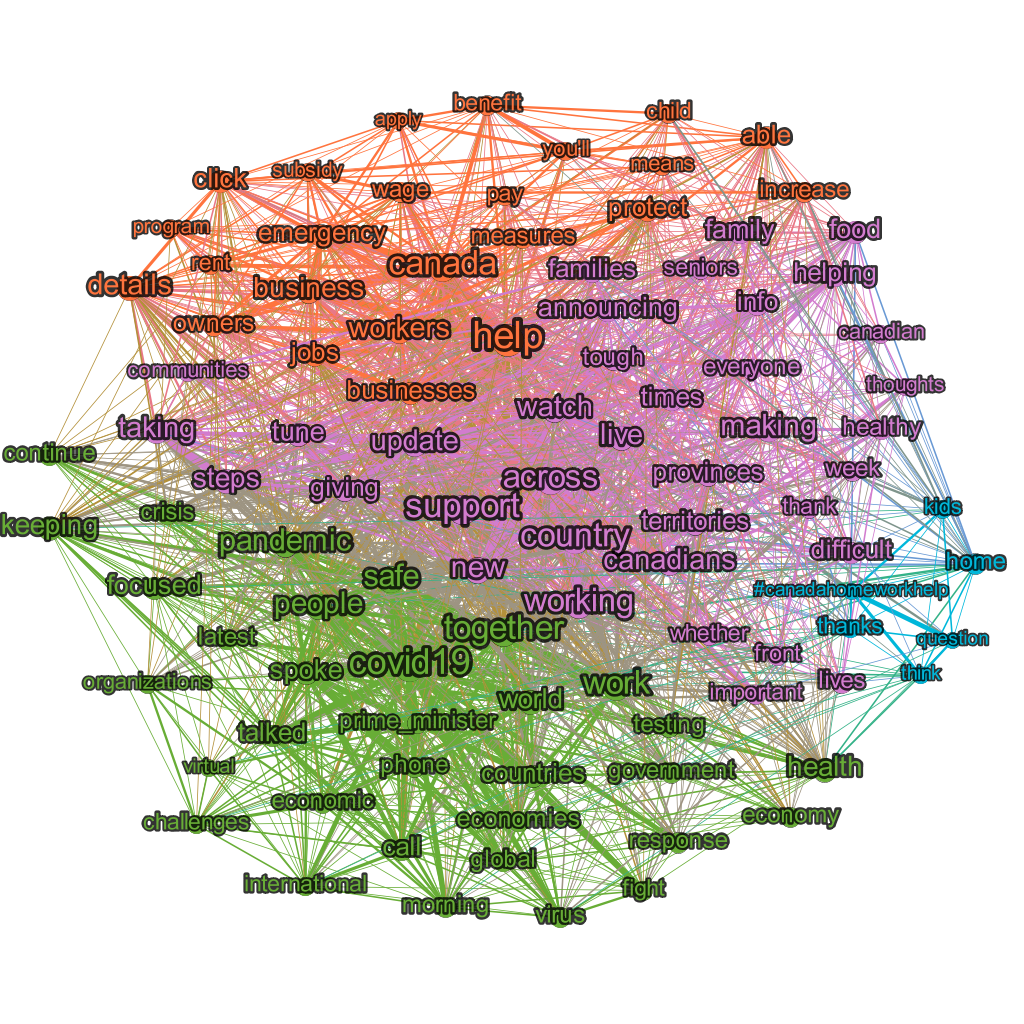 benefit
apply
child
you'll
able
subsidy
means
click
wage
pay
increase
program
emergency
measures
protect
family
food
rent
canada
families
seniors
helping
details
business
announcing
info
owners
workers
help
canadian
jobs
tough
communities
businesses
everyone
thoughts
taking
tune
update
watch
live
times
making
healthy
continue
steps
giving
across
provinces
week
keeping
crisis
support
country
territories
thank
kids
pandemic
safe
new
canadians
difficult
home
focused
people
working
#canadahomeworkhelp
latest
together
whether
thanks
question
organizations
spoke
covid19
work
front
think
talked
prime_minister
world
testing
important
lives
virtual
phone
countries
government
health
challenges
economic
economies
response
economy
call
global
international
fight
morning
virus